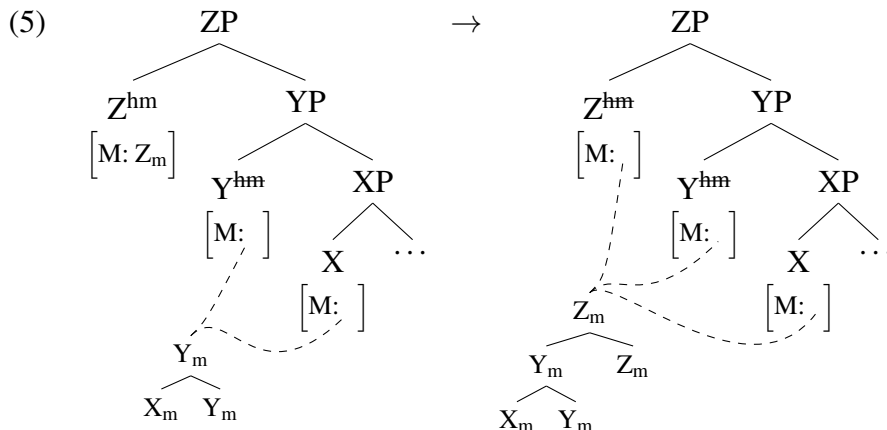 (5) ZP → ZP
Z^hm YP Z^~~hm~~ YP
[M: Z_m] [M: ]
Y^~~hm~~ XP Y^~~hm~~ XP
[M: ] [M: ]
X ... X ...
[M: ] [M: ]
Z_m
Y_m Y_m Z_m
X_m Y_m X_m Y_m